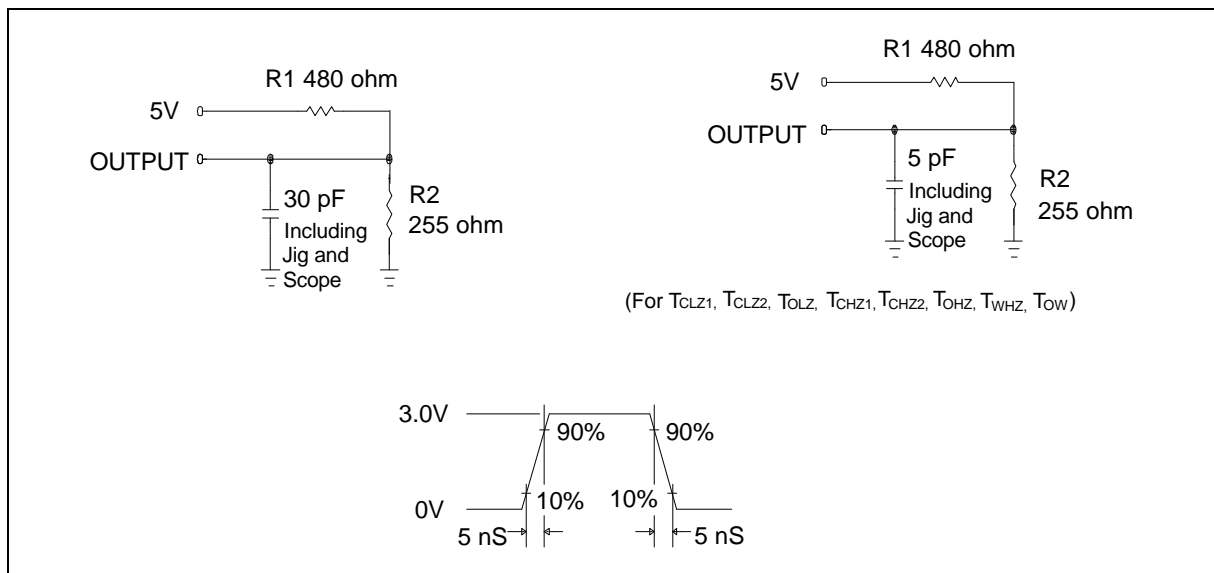 R1 480 ohm
5V
OUTPUT
30 pF
Including
Jig and
Scope
R2
255 ohm
R1 480 ohm
5V
OUTPUT
5 pF
Including
Jig and
Scope
R2
255 ohm
(For TCLZ1, TCLZ2, TOLZ, TCHZ1, TCHZ2, TOHZ, TWHZ, TOW)
3.0V
90% 90%
10% 10%
0V
5 nS 5 nS